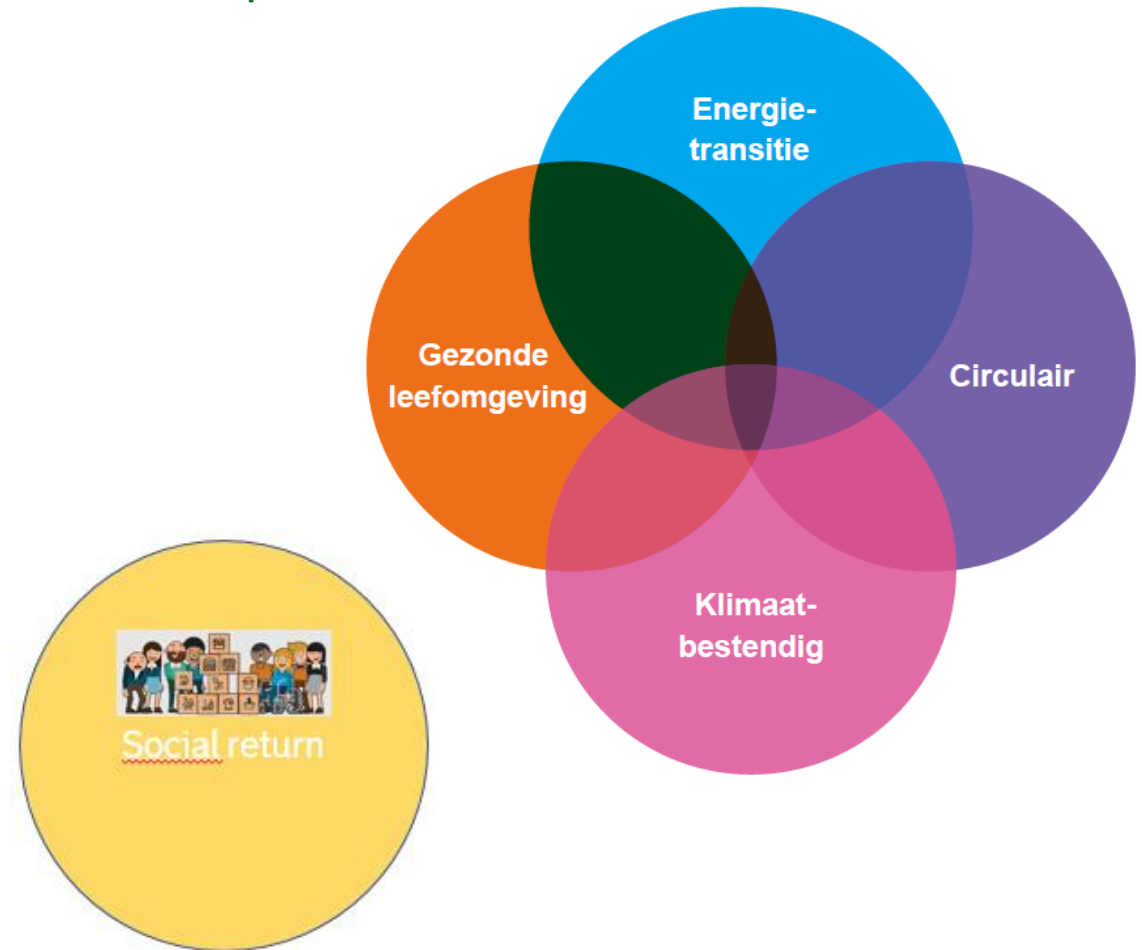 Energie-
transitie
Gezonde
leefomgeving
Circulair
Klimaat-
bestendig
Social return